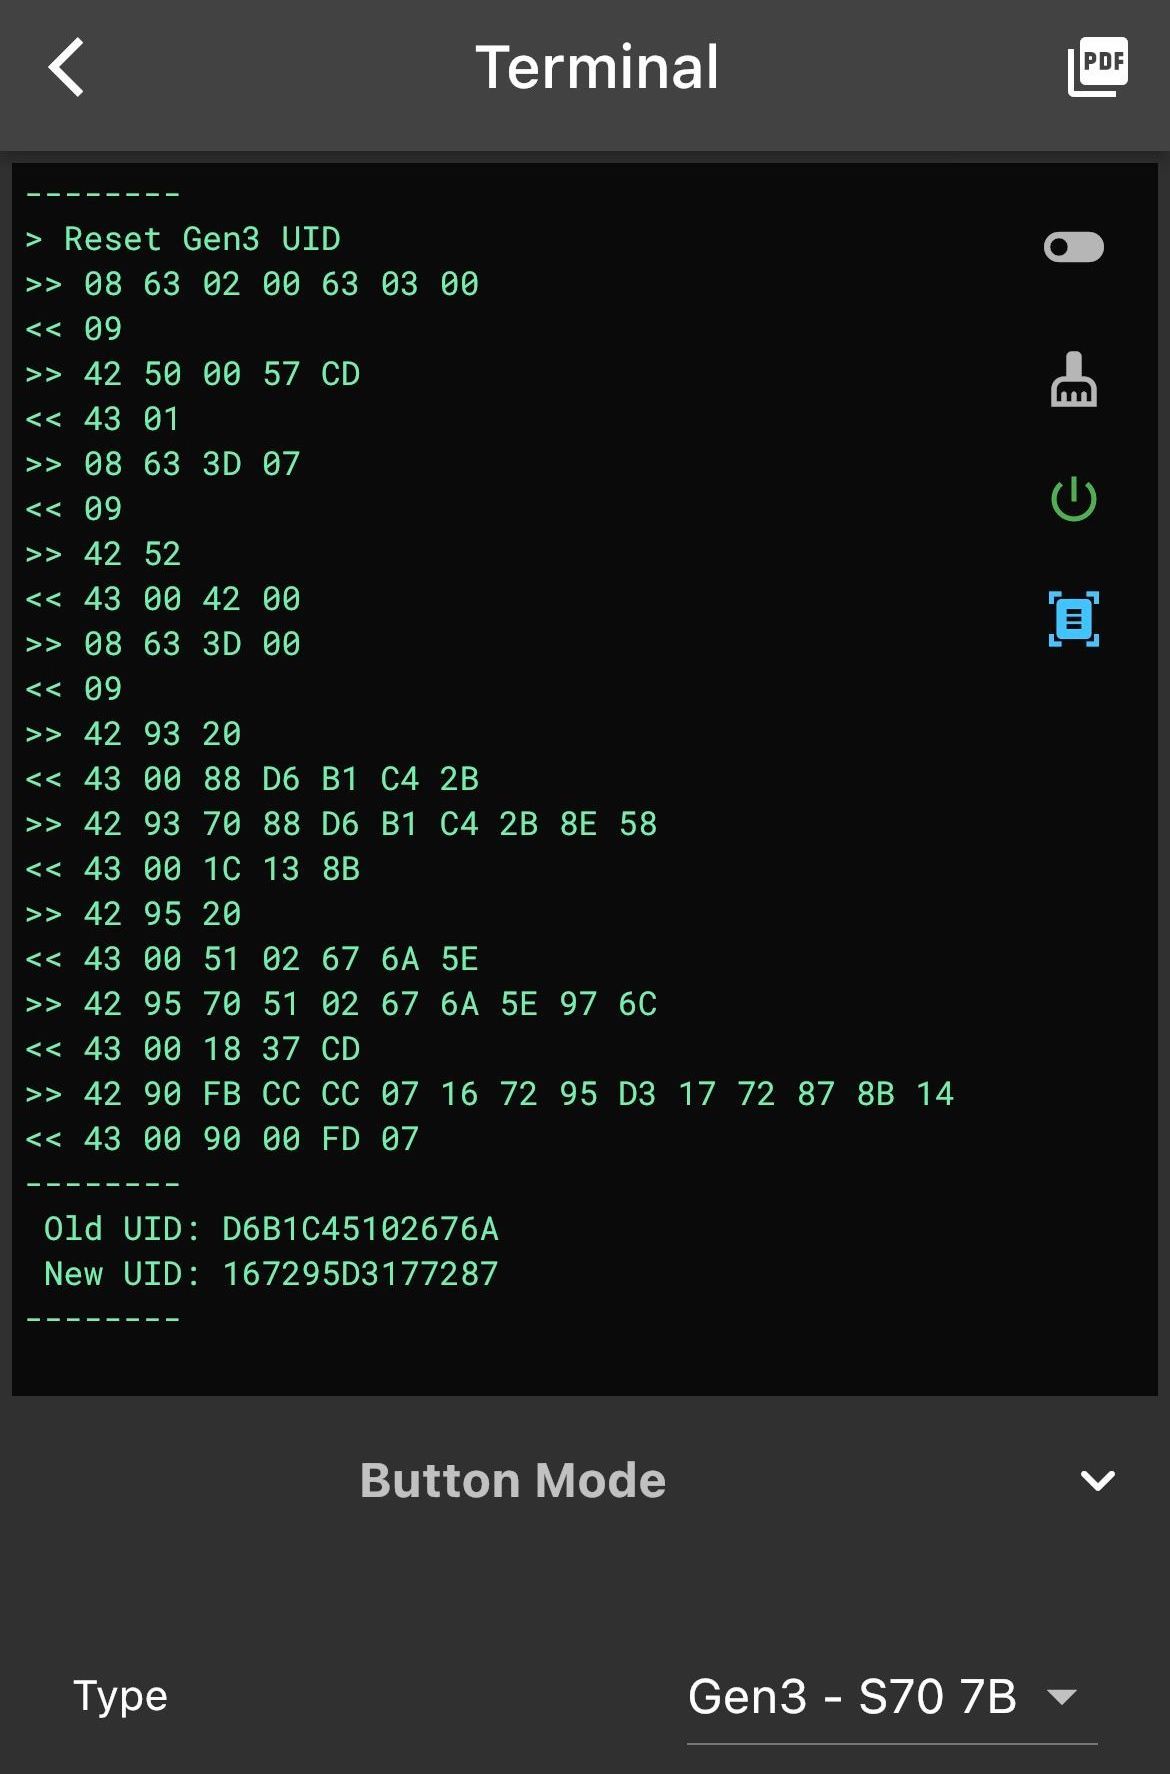 Terminal
PDF
--------
> Reset Gen3 UID
>> 08 63 02 00 63 03 00
<< 09
>> 42 50 00 57 CD
<< 43 01
>> 08 63 3D 07
<< 09
>> 42 52
<< 43 00 42 00
>> 08 63 3D 00
<< 09
>> 42 93 20
<< 43 00 88 D6 B1 C4 2B
>> 42 93 70 88 D6 B1 C4 2B 8E 58
<< 43 00 1C 13 8B
>> 42 95 20
<< 43 00 51 02 67 6A 5E
>> 42 95 70 51 02 67 6A 5E 97 6C
<< 43 00 18 37 CD
>> 42 90 FB CC CC 07 16 72 95 D3 17 72 87 8B 14
<< 43 00 90 00 FD 07
--------
Old UID: D6B1C45102676A
New UID: 167295D3177287
--------
Button Mode
Type
Gen3 - S70 7B